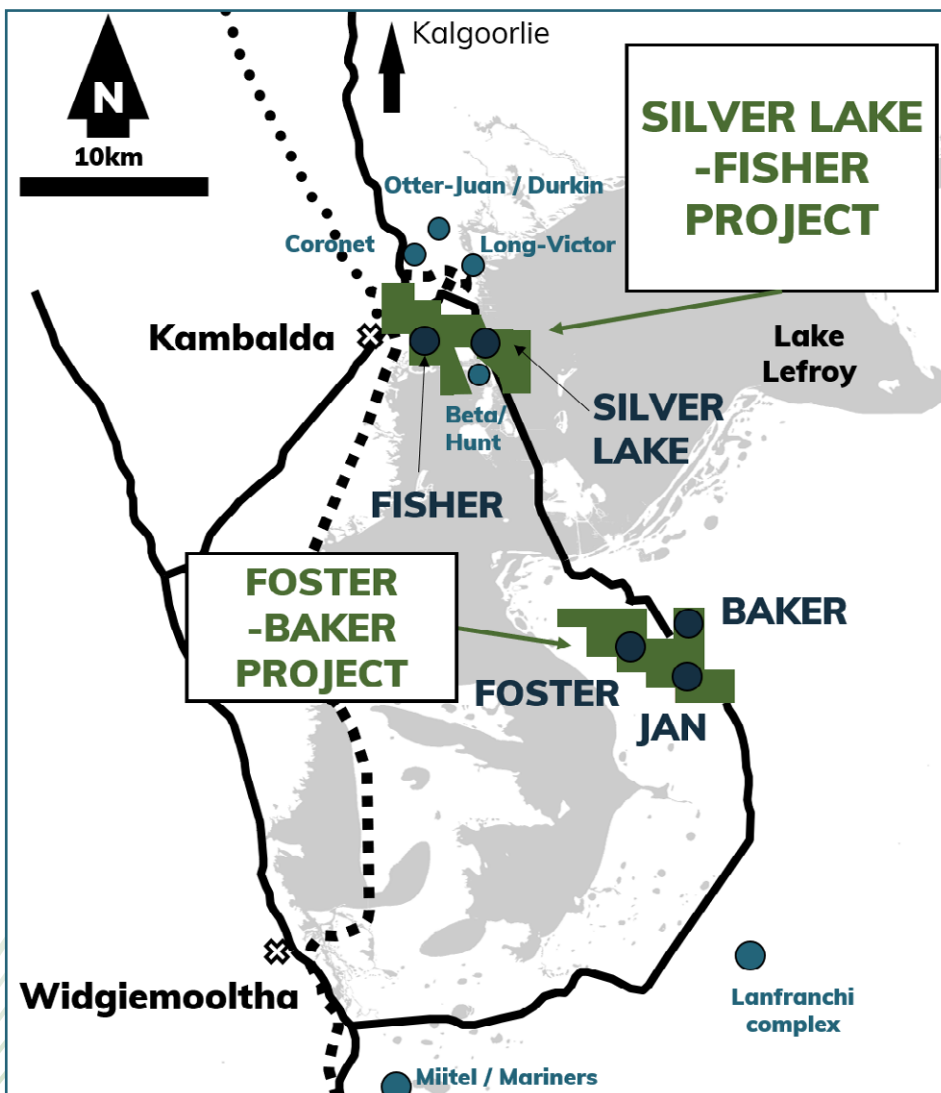 Kalgoorlie
N
10km
SILVER LAKE
-FISHER
PROJECT
Otter-Juan / Durkin
Coronet
Long-Victor
Kambalda
Lake
Lefroy
Beta/
Hunt
SILVER
LAKE
FISHER
FOSTER
-BAKER
PROJECT
BAKER
FOSTER
JAN
Widgiemooltha
Lanfranchi
complex
Miitel / Mariners